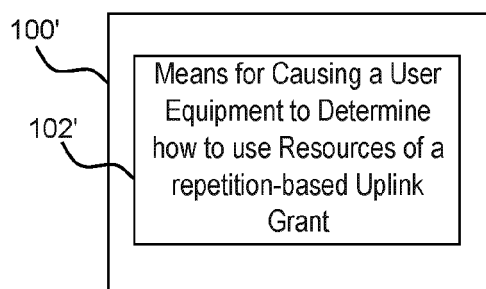 100'
102'
Means for Causing a User
Equipment to Determine
how to use Resources of a
repetition-based Uplink
Grant